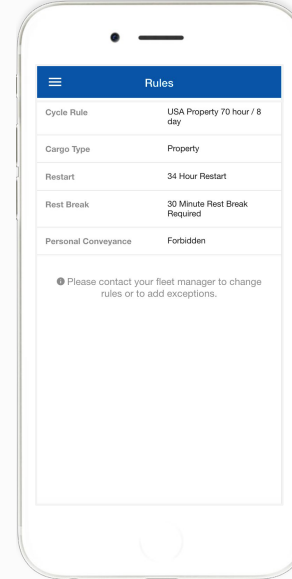 Rules
Cycle Rule USA Property 70 hour / 8
day
Cargo Type Property
Restart 34 Hour Restart
Rest Break 30 Minute Rest Break
Required
Personal Conveyance Forbidden
Please contact your fleet manager to change
rules or to add exceptions.